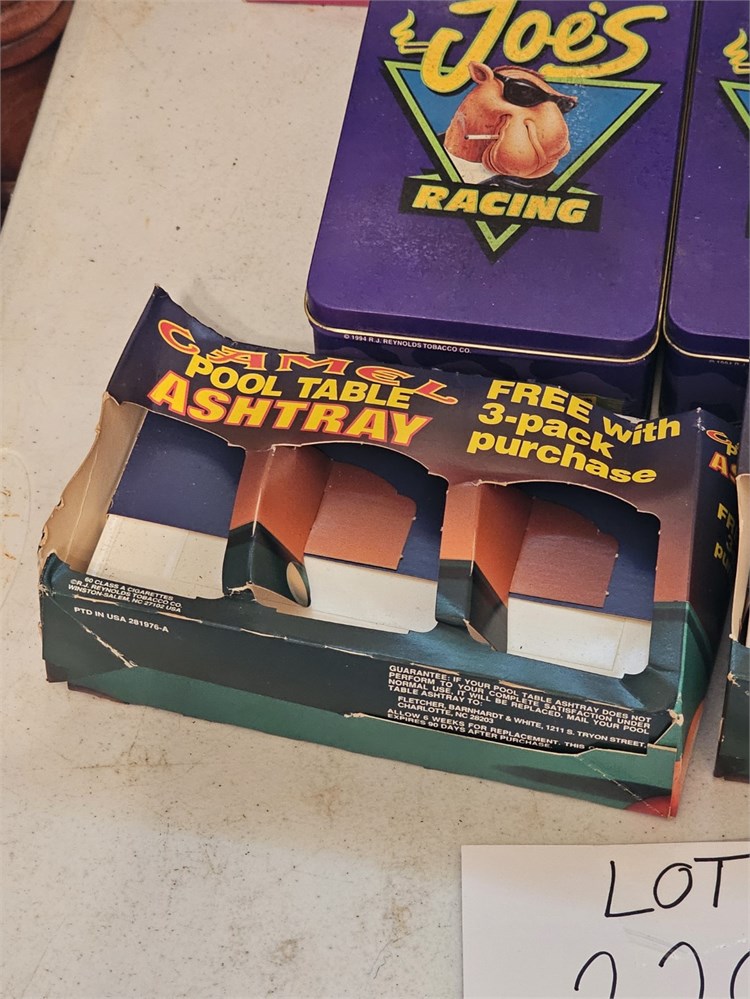 Joe's
RACING
© 1994 R.J. REYNOLDS TOBACCO CO.
CAMEL
POOL TABLE
ASHTRAY
FREE with
3-pack
purchase
60 CLASS A CIGARETTES
©R.J. REYNOLDS TOBACCO CO.
WINSTON-SALEM, NC 27102 USA
PTD IN USA 281976-A
GUARANTEE: IF YOUR POOL TABLE ASHTRAY DOES NOT
PERFORM TO YOUR COMPLETE SATISFACTION UNDER
NORMAL USE, IT WILL BE REPLACED. MAIL YOUR POOL
TABLE ASHTRAY TO:
FLETCHER, BARNHARDT & WHITE, 1211 S. TRYON STREET,
CHARLOTTE, NC 28203
ALLOW 6 WEEKS FOR REPLACEMENT. THIS
EXPIRES 90 DAYS AFTER PURCHASE
LOT